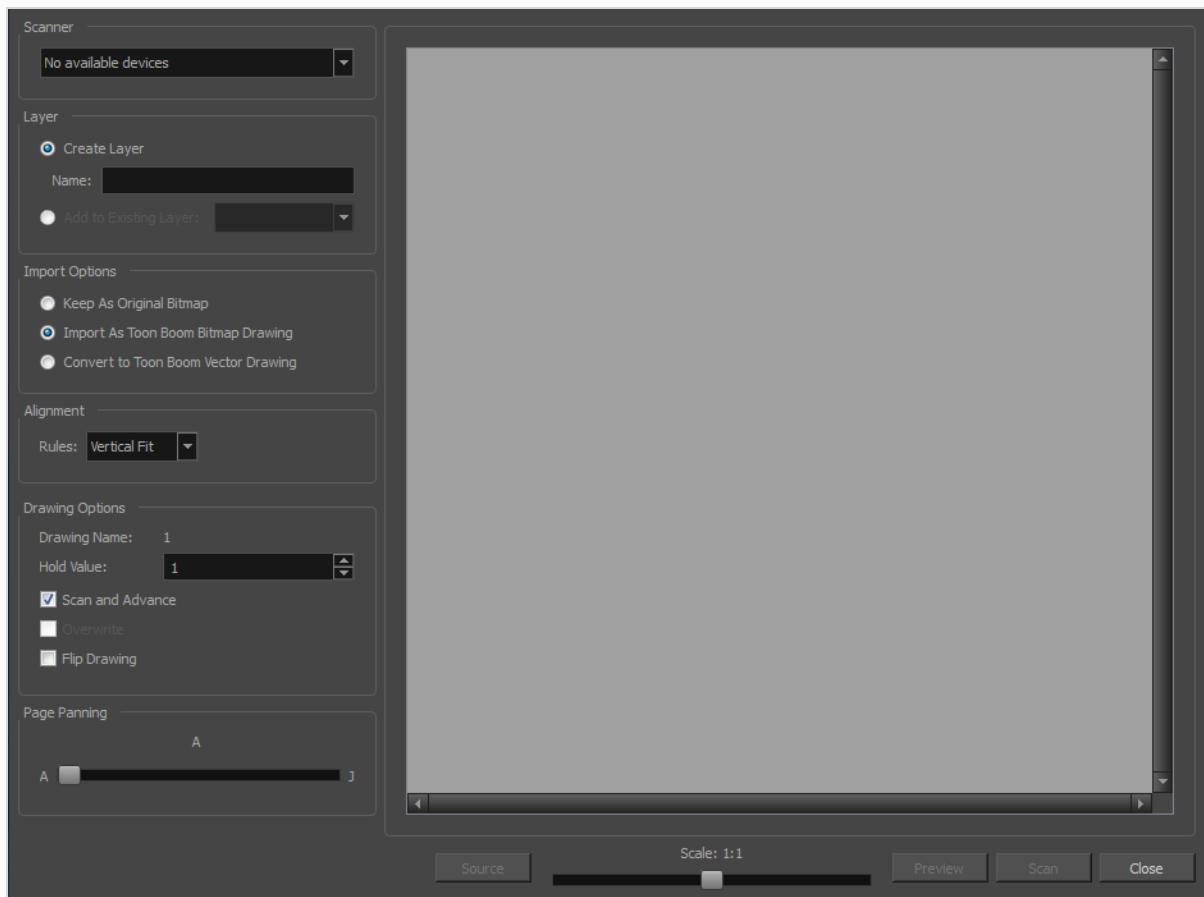 Scanner
No available devices
Layer
Create Layer
Name:
Add to Existing Layer:
Import Options
Keep As Original Bitmap
Import As Toon Boom Bitmap Drawing
Convert to Toon Boom Vector Drawing
Alignment
Rules: Vertical Fit
Drawing Options
Drawing Name: 1
Hold Value: 1
Scan and Advance
Overwrite
Flip Drawing
Page Panning
A
A J
Scale: 1:1
Source Preview Scan Close